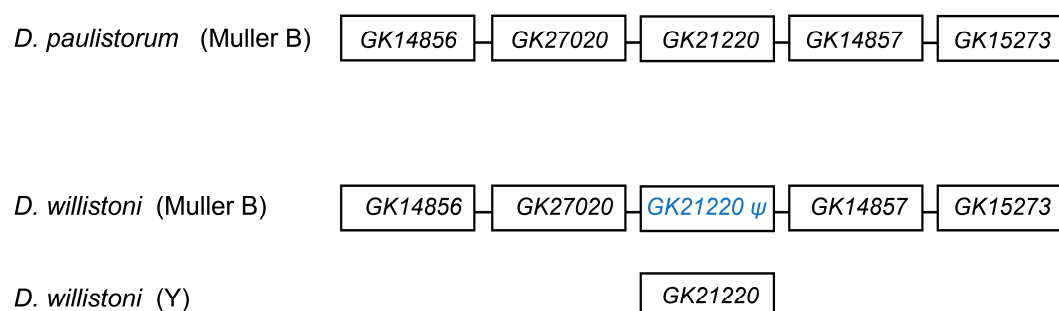 D. paulistorum (Muller B) GK14856 GK27020 GK21220 GK14857 GK15273
D. willistoni (Muller B) GK14856 GK27020 GK21220 ψ GK14857 GK15273
D. willistoni (Y) GK21220